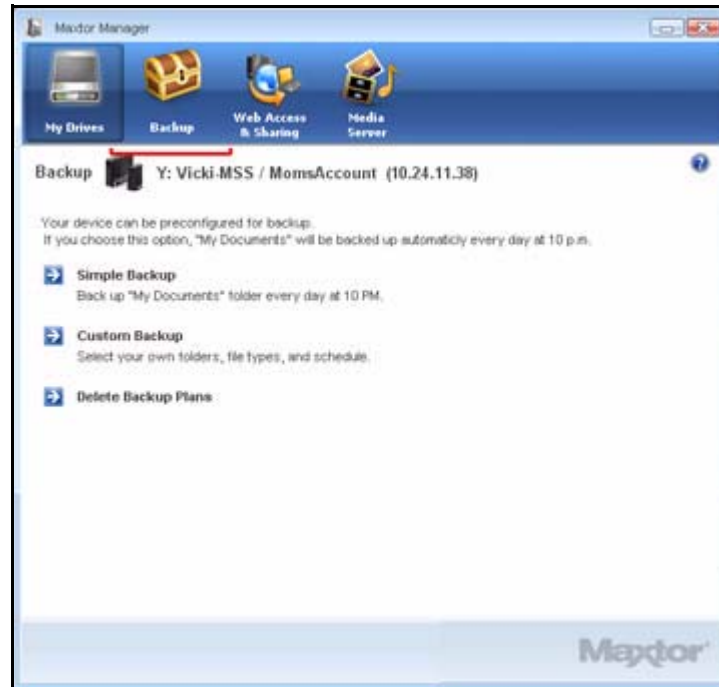 Maxtor Manager
My Drives
Backup
Web Access
& Sharing
Media
Server
Backup Y: Vicki-MSS / MomsAccount (10.24.11.38)
?
Your device can be preconfigured for backup.
If you choose this option, "My Documents" will be backed up automaticly every day at 10 p.m.
Simple Backup
Back up "My Documents" folder every day at 10 PM.
Custom Backup
Select your own folders, file types, and schedule.
Delete Backup Plans
Maxtor